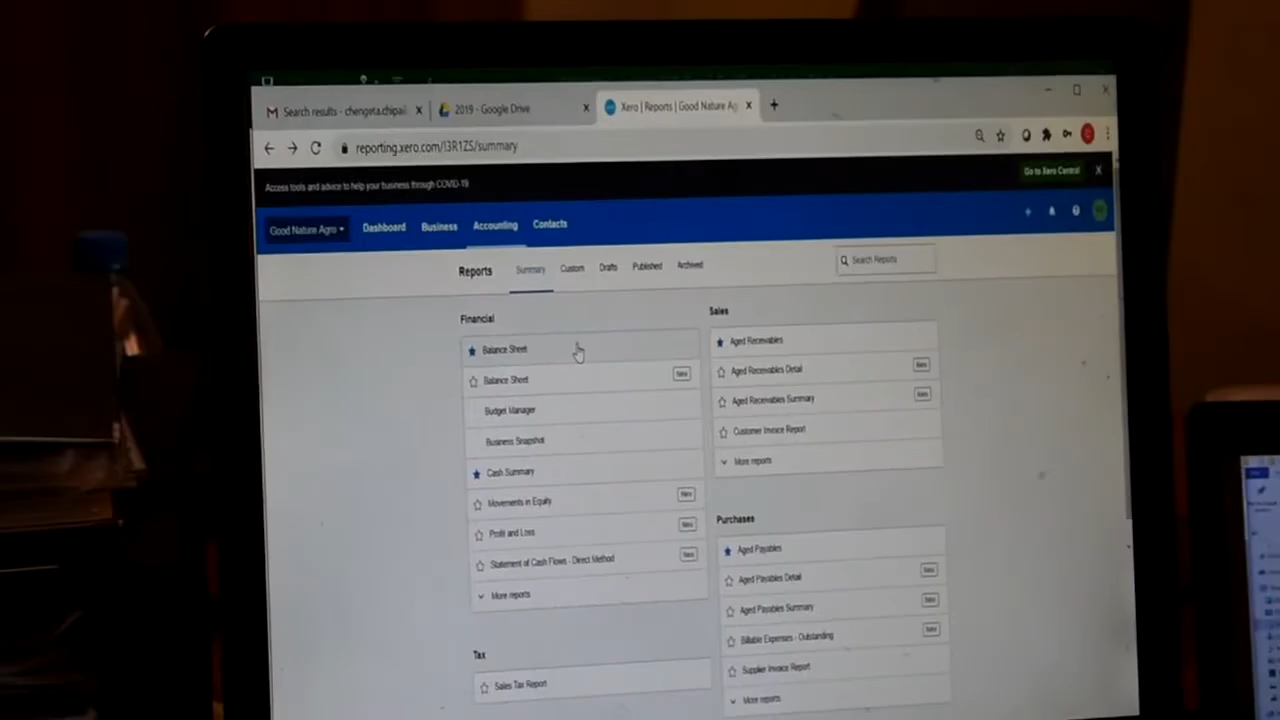 Search results - chengeta.chipai
2019 - Google Drive
Xero | Reports | Good Nature Ag
reporting.xero.com/!3R1ZS/summary
Access tools and advice to help your business through COVID-19
Go to Xero Central
Good Nature Agro
Dashboard
Business
Accounting
Contacts
Reports
Summary
Custom
Drafts
Published
Archived
Search Reports
Financial
Balance Sheet
Balance Sheet New
Budget Manager
Business Snapshot
Cash Summary
Movements in Equity New
Profit and Loss New
Statement of Cash Flows - Direct Method New
More reports
Tax
Sales Tax Report
Sales
Aged Receivables
Aged Receivables Detail New
Aged Receivables Summary New
Customer Invoice Report
More reports
Purchases
Aged Payables
Aged Payables Detail New
Aged Payables Summary New
Billable Expenses - Outstanding New
Supplier Invoice Report
More reports